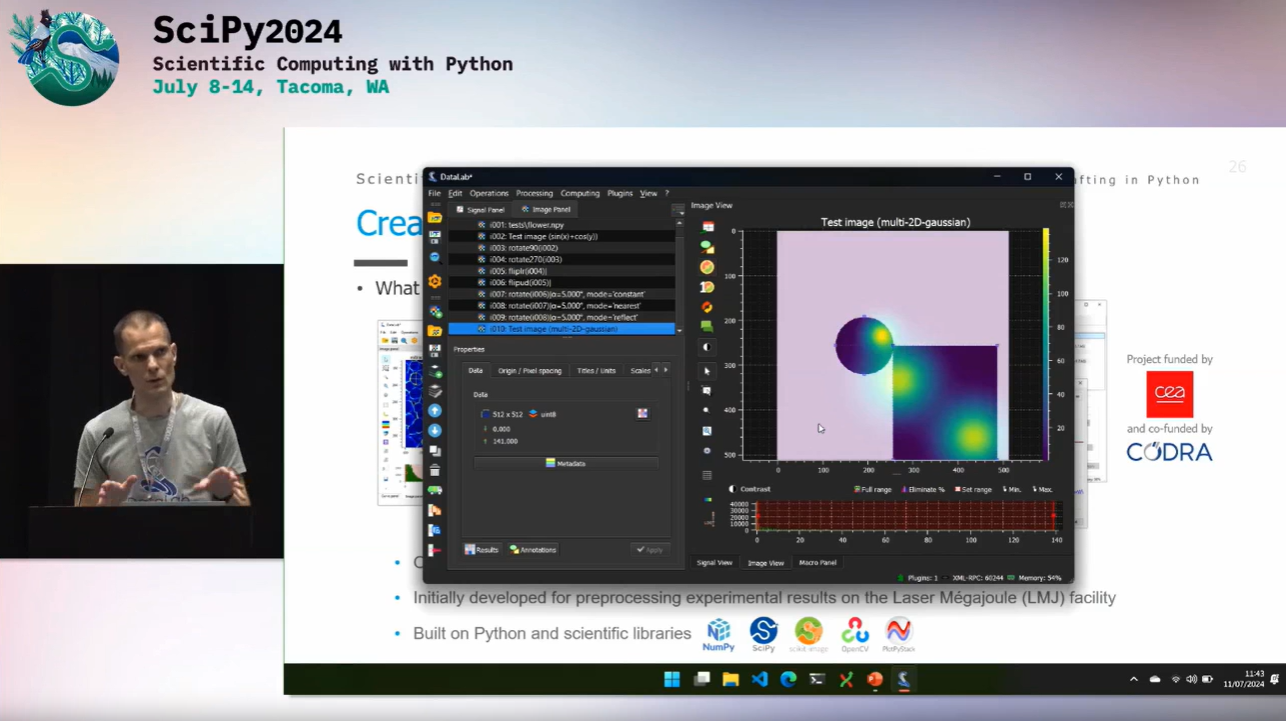 SciPy2024
Scientific Computing with Python
July 8-14, Tacoma, WA
26
Scienti
fting in Python
Crea
What
DataLab*
File Edit Operations Processing Computing Plugins View ?
Signal Panel Image Panel
i001: tests\flower.npy
i002: Test image (sin(x)+cos(y))
i003: rotate90(i002)
i004: rotate270(i003)
i005: fliplr(i004)|
i006: flipud(i005)|
i007: rotate(i006)|α=5.000°, mode='constant'
i008: rotate(i007)|α=5.000°, mode='nearest'
i009: rotate(i008)|α=5.000°, mode='reflect'
i010: Test image (multi-2D-gaussian)
Properties
Data Origin / Pixel spacing Titles / Units Scales
Data
512 x 512 uint8
0.000
141.000
Metadata
Results Annotations Apply
Image View
Test image (multi-2D-gaussian)
0
100
200
300
400
500
0 100 200 300 400 500
120
100
80
60
40
20
Contrast Full range Eliminate % Set range Min. Max.
40000
30000
20000
10000
0
0 20 40 60 80 100 120 140
Signal View Image View Macro Panel
Plugins: 1 XML-RPC: 60244 Memory: 54%
Project funded by
cea
and co-funded by
CODRA
Initially developed for preprocessing experimental results on the Laser Mégajoule (LMJ) facility
Built on Python and scientific libraries
NumPy SciPy scikit-image OpenCV PlotPyStack
11:43
11/07/2024